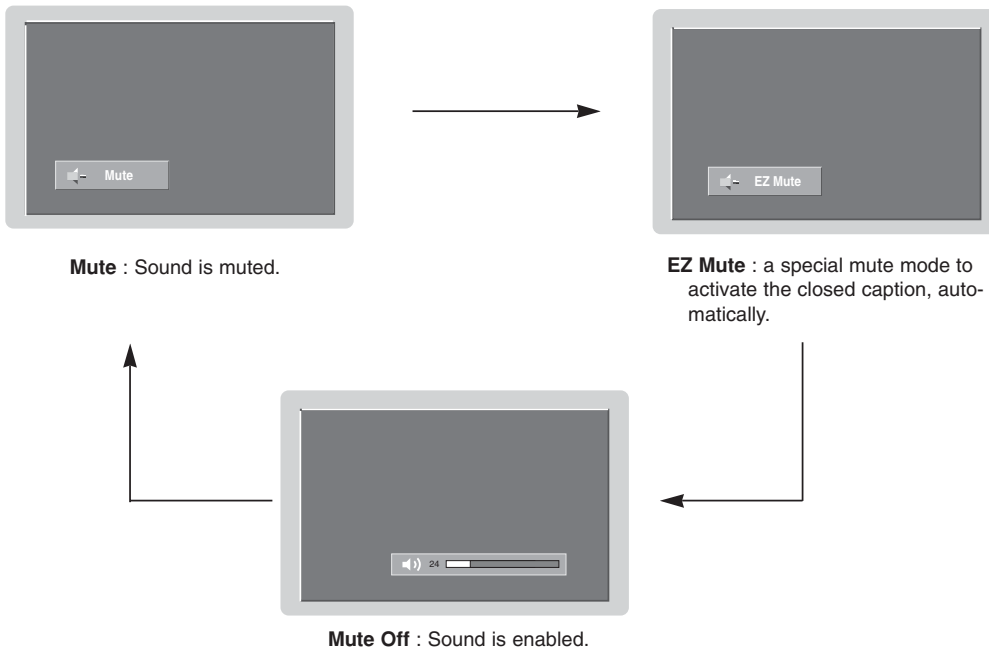 Mute
EZ Mute
Mute : Sound is muted.
EZ Mute : a special mute mode to
activate the closed caption, auto-
matically.
24
Mute Off : Sound is enabled.